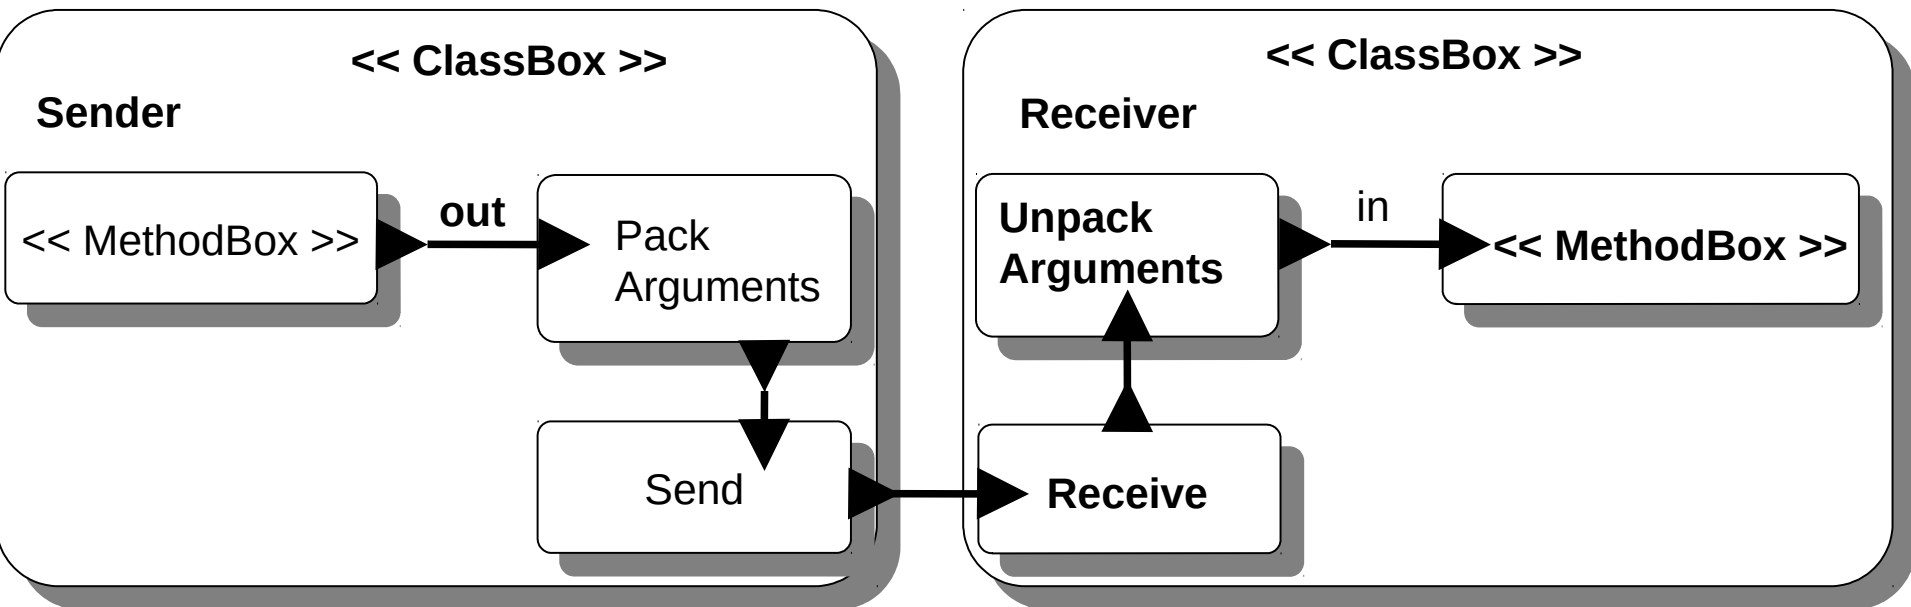 << ClassBox >>
Sender
<< MethodBox >>
out
Pack
Arguments
Send
<< ClassBox >>
Receiver
Unpack
Arguments
in
<< MethodBox >>
Receive